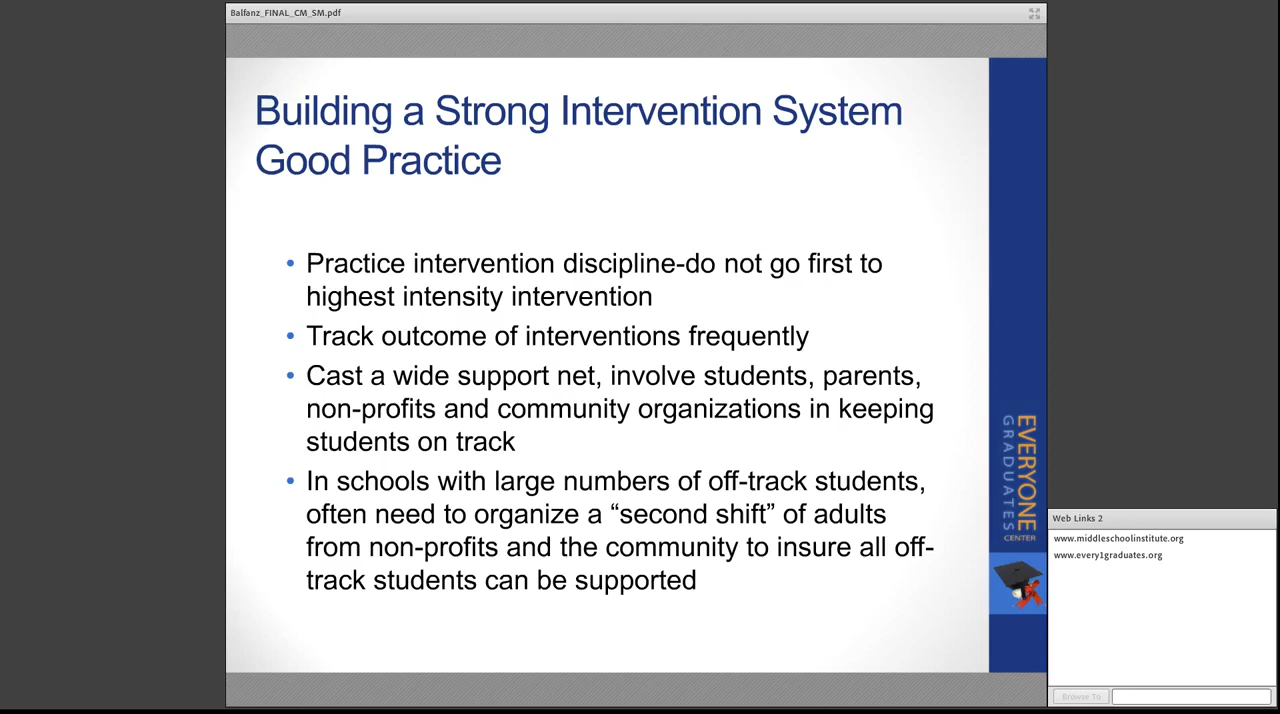 Balfanz_FINAL_CM_SM.pdf
Building a Strong Intervention System
Good Practice
• Practice intervention discipline-do not go first to
highest intensity intervention
• Track outcome of interventions frequently
• Cast a wide support net, involve students, parents,
non-profits and community organizations in keeping
students on track
• In schools with large numbers of off-track students,
often need to organize a “second shift” of adults
from non-profits and the community to insure all off-
track students can be supported
EVERYONE
GRADUATES
CENTER
Web Links 2
www.middleschoolinstitute.org
www.every1graduates.org
Browse To